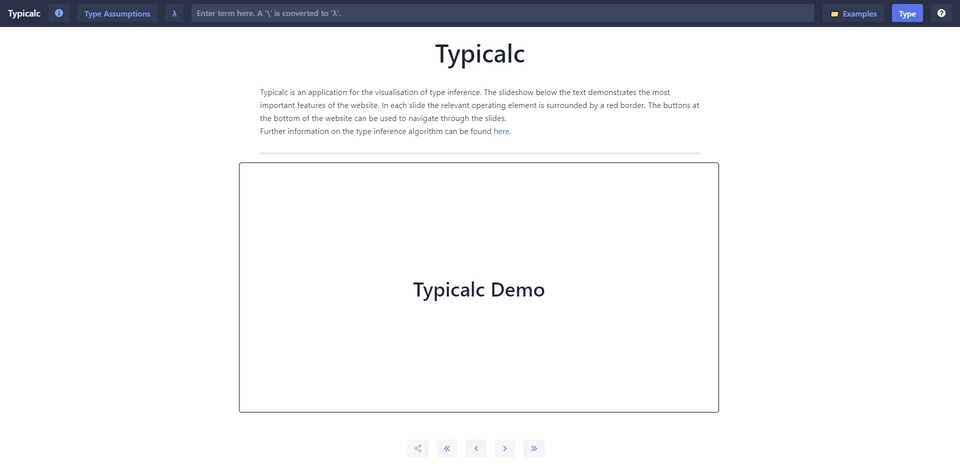 Typicalc
Type Assumptions
λ
Enter term here. A '\' is converted to 'λ'.
Examples
Type
Typicalc
Typicalc is an application for the visualisation of type inference. The slideshow below the text demonstrates the most
important features of the website. In each slide the relevant operating element is surrounded by a red border. The buttons at
the bottom of the website can be used to navigate through the slides.
Further information on the type inference algorithm can be found here.
Typicalc Demo